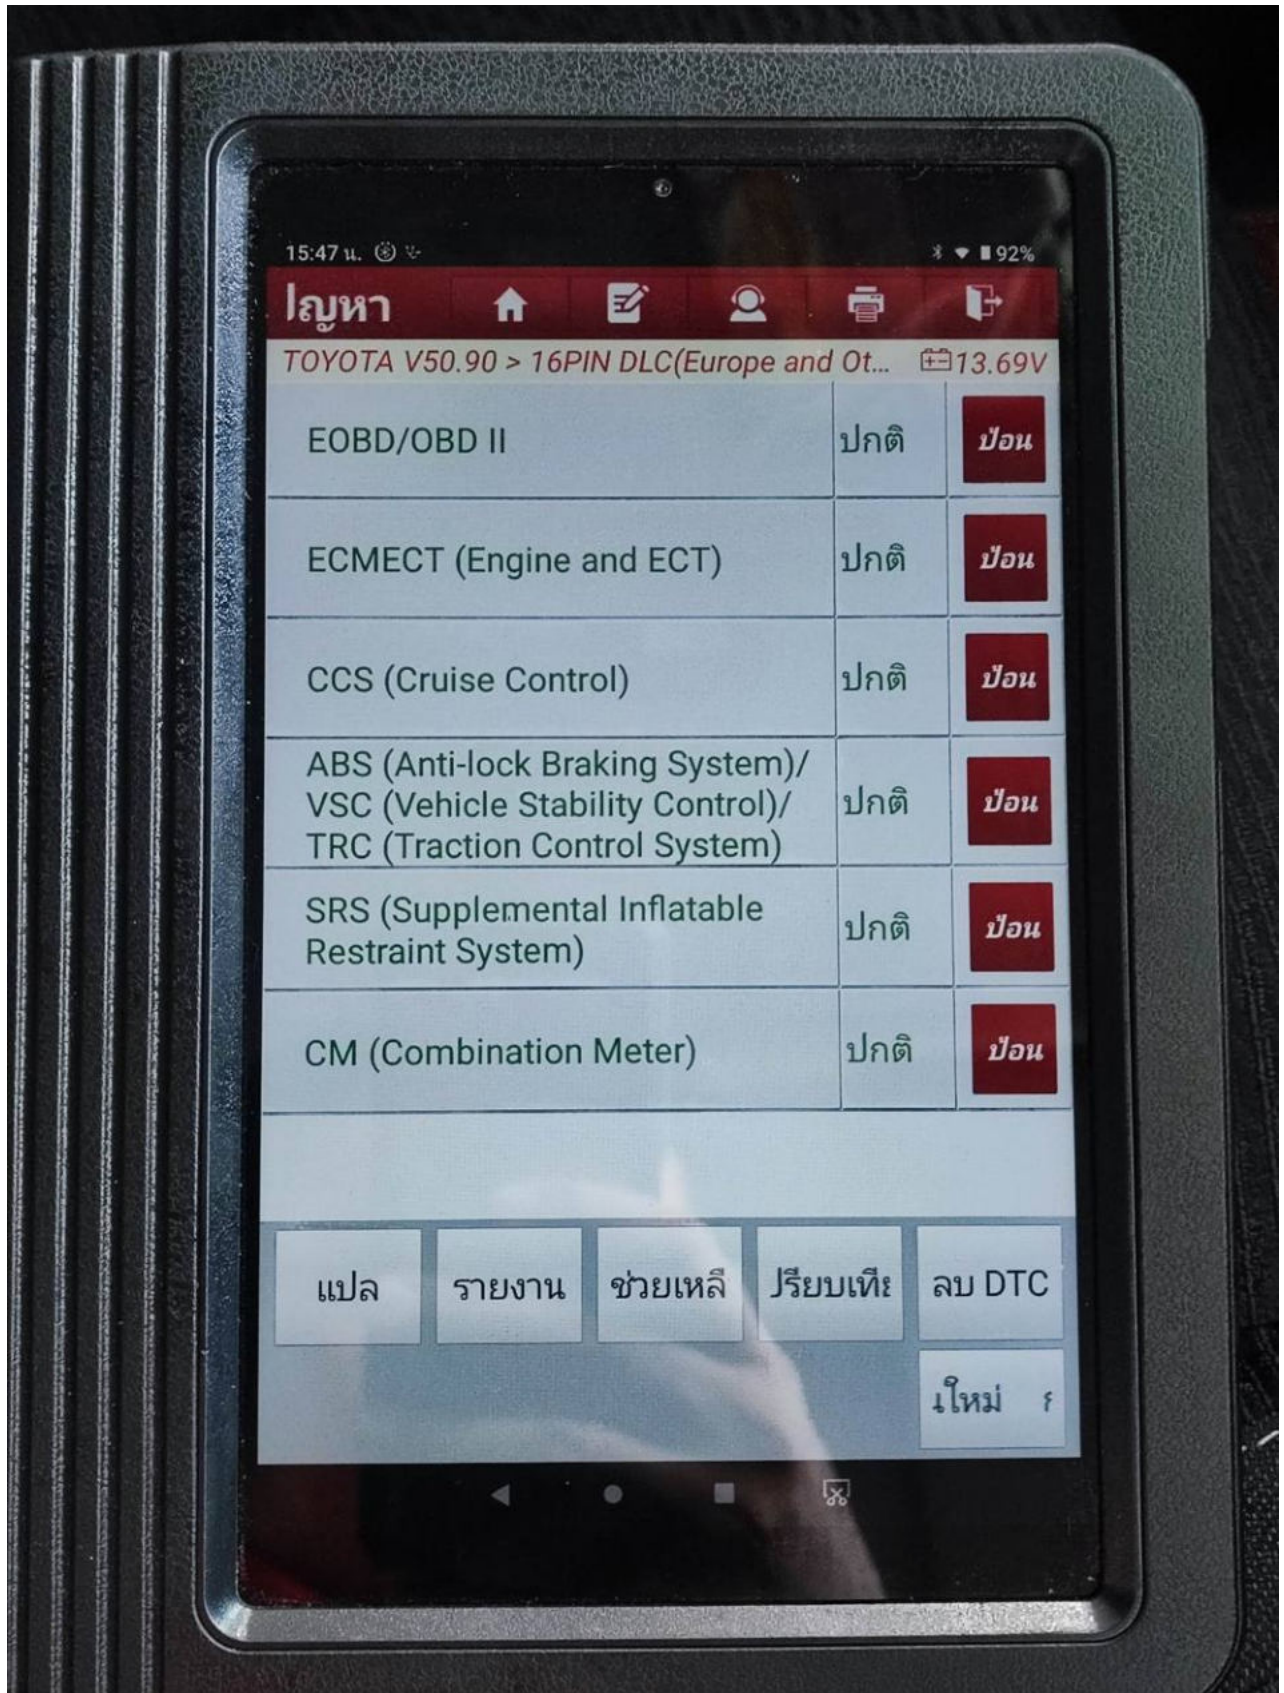 15:47 น. 92%
ัญหา
TOYOTA V50.90 > 16PIN DLC(Europe and Ot... 13.69V
EOBD/OBD II ปกติ ป้อน
ECMECT (Engine and ECT) ปกติ ป้อน
CCS (Cruise Control) ปกติ ป้อน
ABS (Anti-lock Braking System)/
VSC (Vehicle Stability Control)/ ปกติ ป้อน
TRC (Traction Control System)
SRS (Supplemental Inflatable
Restraint System) ปกติ ป้อน
CM (Combination Meter) ปกติ ป้อน
แปล รายงาน ช่วยเหลื ปรียบเที ลบ DTC
ใหม่